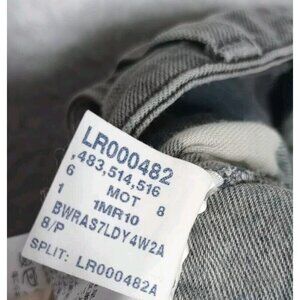 LR000482
,483,514,516
6 MOT 8
1 1MR10
BWRAS7LDY4W2A
8/P
SPLIT: LR000482A